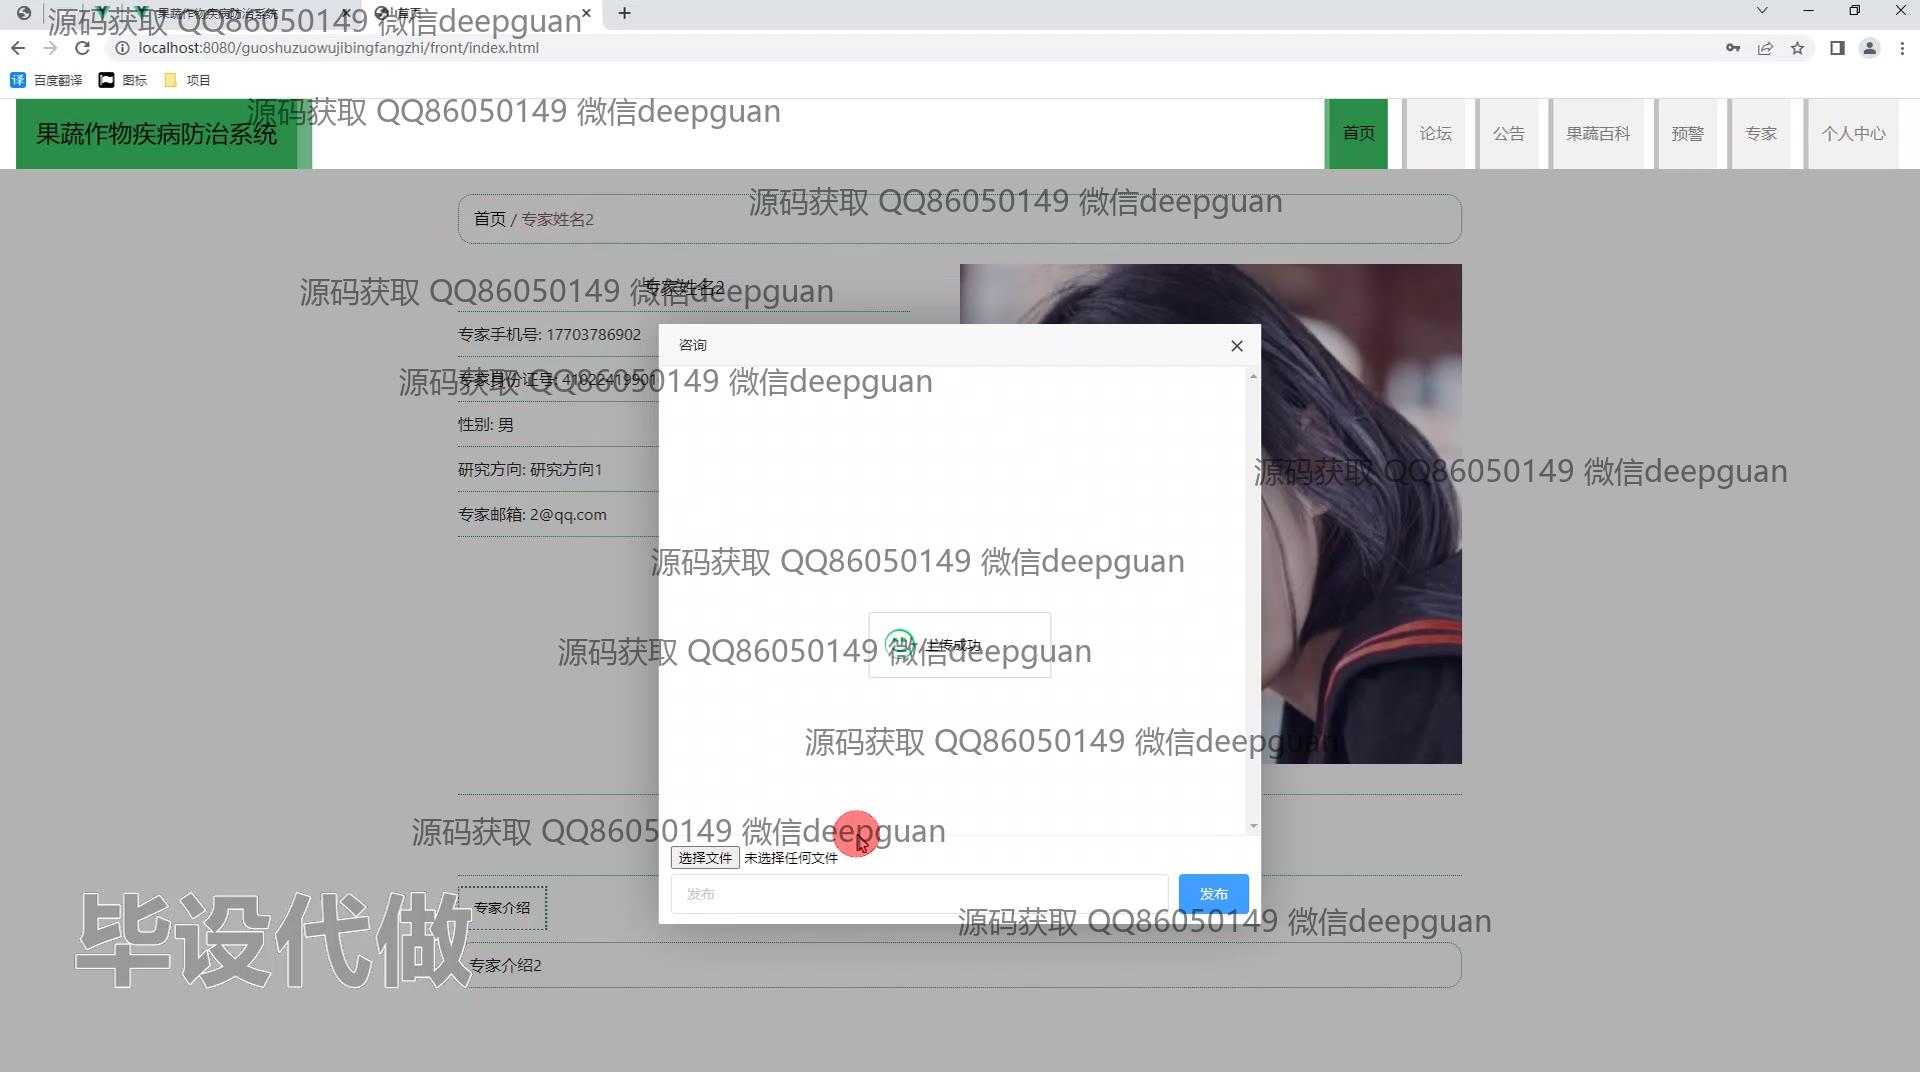 果蔬作物疾病防治系统
首页
源码获取 QQ86050149 微信deepguan
localhost:8080/guoshuzuowujibingfangzhi/front/index.html
译 百度翻译 图标 项目
源码获取 QQ86050149 微信deepguan
果蔬作物疾病防治系统
首页 论坛 公告 果蔬百科 预警 专家 个人中心
源码获取 QQ86050149 微信deepguan
首页 / 专家姓名2
专家姓名2
源码获取 QQ86050149 微信deepguan
专家手机号: 17703786902
咨询
专家身份证号: 41022419901
源码获取 QQ86050149 微信deepguan
性别: 男
研究方向: 研究方向1
源码获取 QQ86050149 微信deepguan
专家邮箱: 2@qq.com
源码获取 QQ86050149 微信deepguan
上传成功
源码获取 QQ86050149 微信deepguan
源码获取 QQ86050149 微信deepguan
源码获取 QQ86050149 微信deepguan
选择文件 未选择任何文件
发布 发布
专家介绍
源码获取 QQ86050149 微信deepguan
毕设代做
专家介绍2